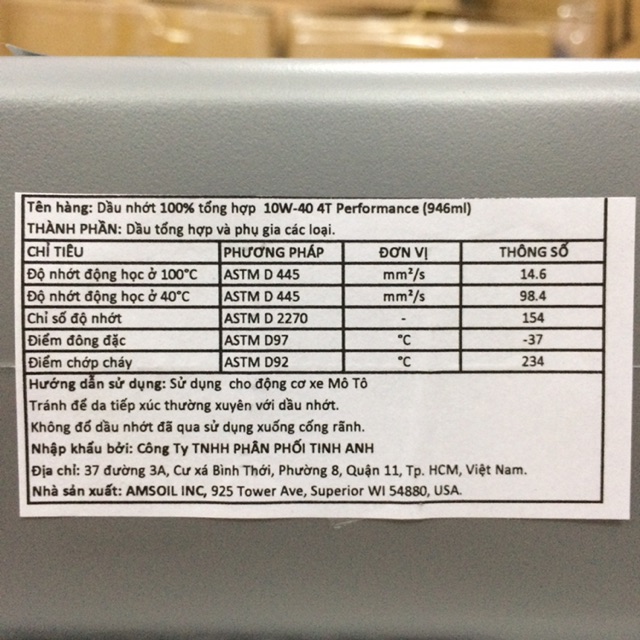 Tên hàng: Dầu nhớt 100% tổng hợp 10W-40 4T Performance (946ml)
THÀNH PHẦN: Dầu tổng hợp và phụ gia các loại.
CHỈ TIÊU PHƯƠNG PHÁP ĐƠN VỊ THÔNG SỐ
Độ nhớt động học ở 100°C ASTM D 445 mm²/s 14.6
Độ nhớt động học ở 40°C ASTM D 445 mm²/s 98.4
Chỉ số độ nhớt ASTM D 2270 - 154
Điểm đông đặc ASTM D97 °C -37
Điểm chớp cháy ASTM D92 °C 234
Hướng dẫn sử dụng: Sử dụng cho động cơ xe Mô Tô
Tránh để da tiếp xúc thường xuyên với dầu nhớt.
Không đổ dầu nhớt đã qua sử dụng xuống cống rãnh.
Nhập khẩu bởi: Công Ty TNHH PHÂN PHỐI TINH ANH
Địa chỉ: 37 đường 3A, Cư xá Bình Thới, Phường 8, Quận 11, Tp. HCM, Việt Nam.
Nhà sản xuất: AMSOIL INC, 925 Tower Ave, Superior WI 54880, USA.